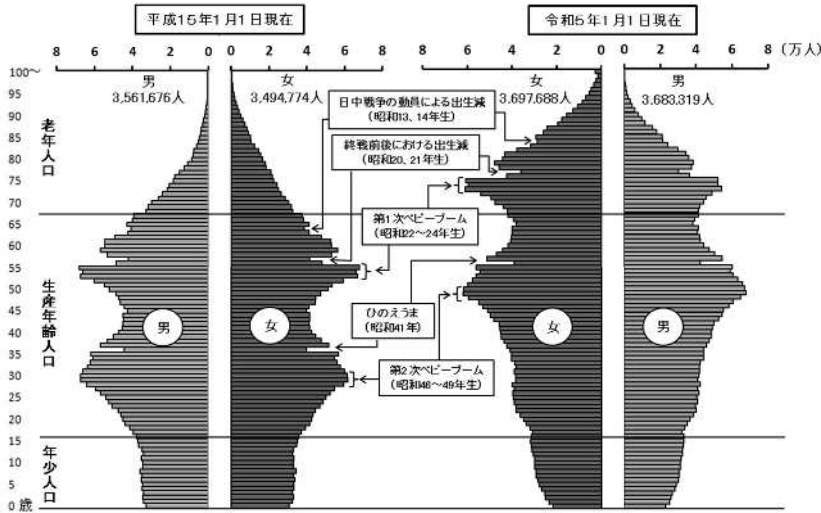 平成15年1月1日現在
令和5年1月1日現在
8 6 4 2 0
0 2 4 6 8
8 6 4 2 0
0 2 4 6 8 (万人)
100～
95
90
85
80
75
70
65
60
55
50
45
40
35
30
25
20
15
10
5
0 歳
老年人口
生産年齢人口
年少人口
男
3,561,676人
女
3,494,774人
女
3,697,688人
男
3,683,319人
日中戦争の動員による出生減
(昭和13、14年生)
終戦前後における出生減
(昭和20、21年生)
第1次ベビーブーム
(昭和22～24年生)
ひのえうま
(昭和41年)
第2次ベビーブーム
(昭和46～49年生)
男
女
女
男